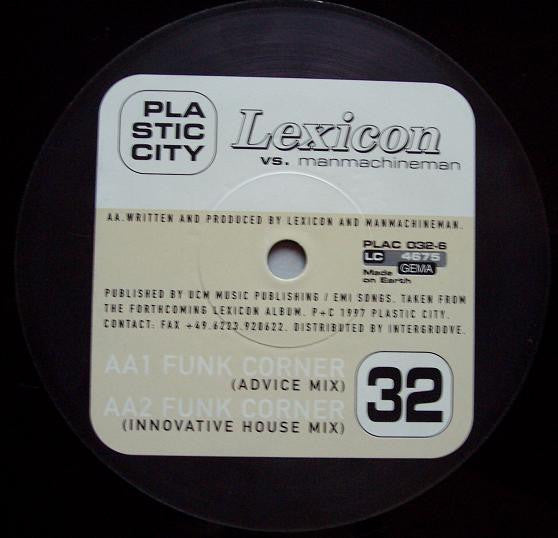 PLA
STIC
CITY
Lexicon
vs. manmachineman
AA.WRITTEN AND PRODUCED BY LEXICON AND MANMACHINEMAN.
PLAC 032-6
LC 4675
GEMA
Made
on Earth
PUBLISHED BY UCM MUSIC PUBLISHING / EMI SONGS. TAKEN FROM
THE FORTHCOMING LEXICON ALBUM. P+C 1997 PLASTIC CITY.
CONTACT: FAX +49.6223.920622. DISTRIBUTED BY INTERGROOVE.
AA1 FUNK CORNER
(ADVICE MIX)
AA2 FUNK CORNER
(INNOVATIVE HOUSE MIX)
32